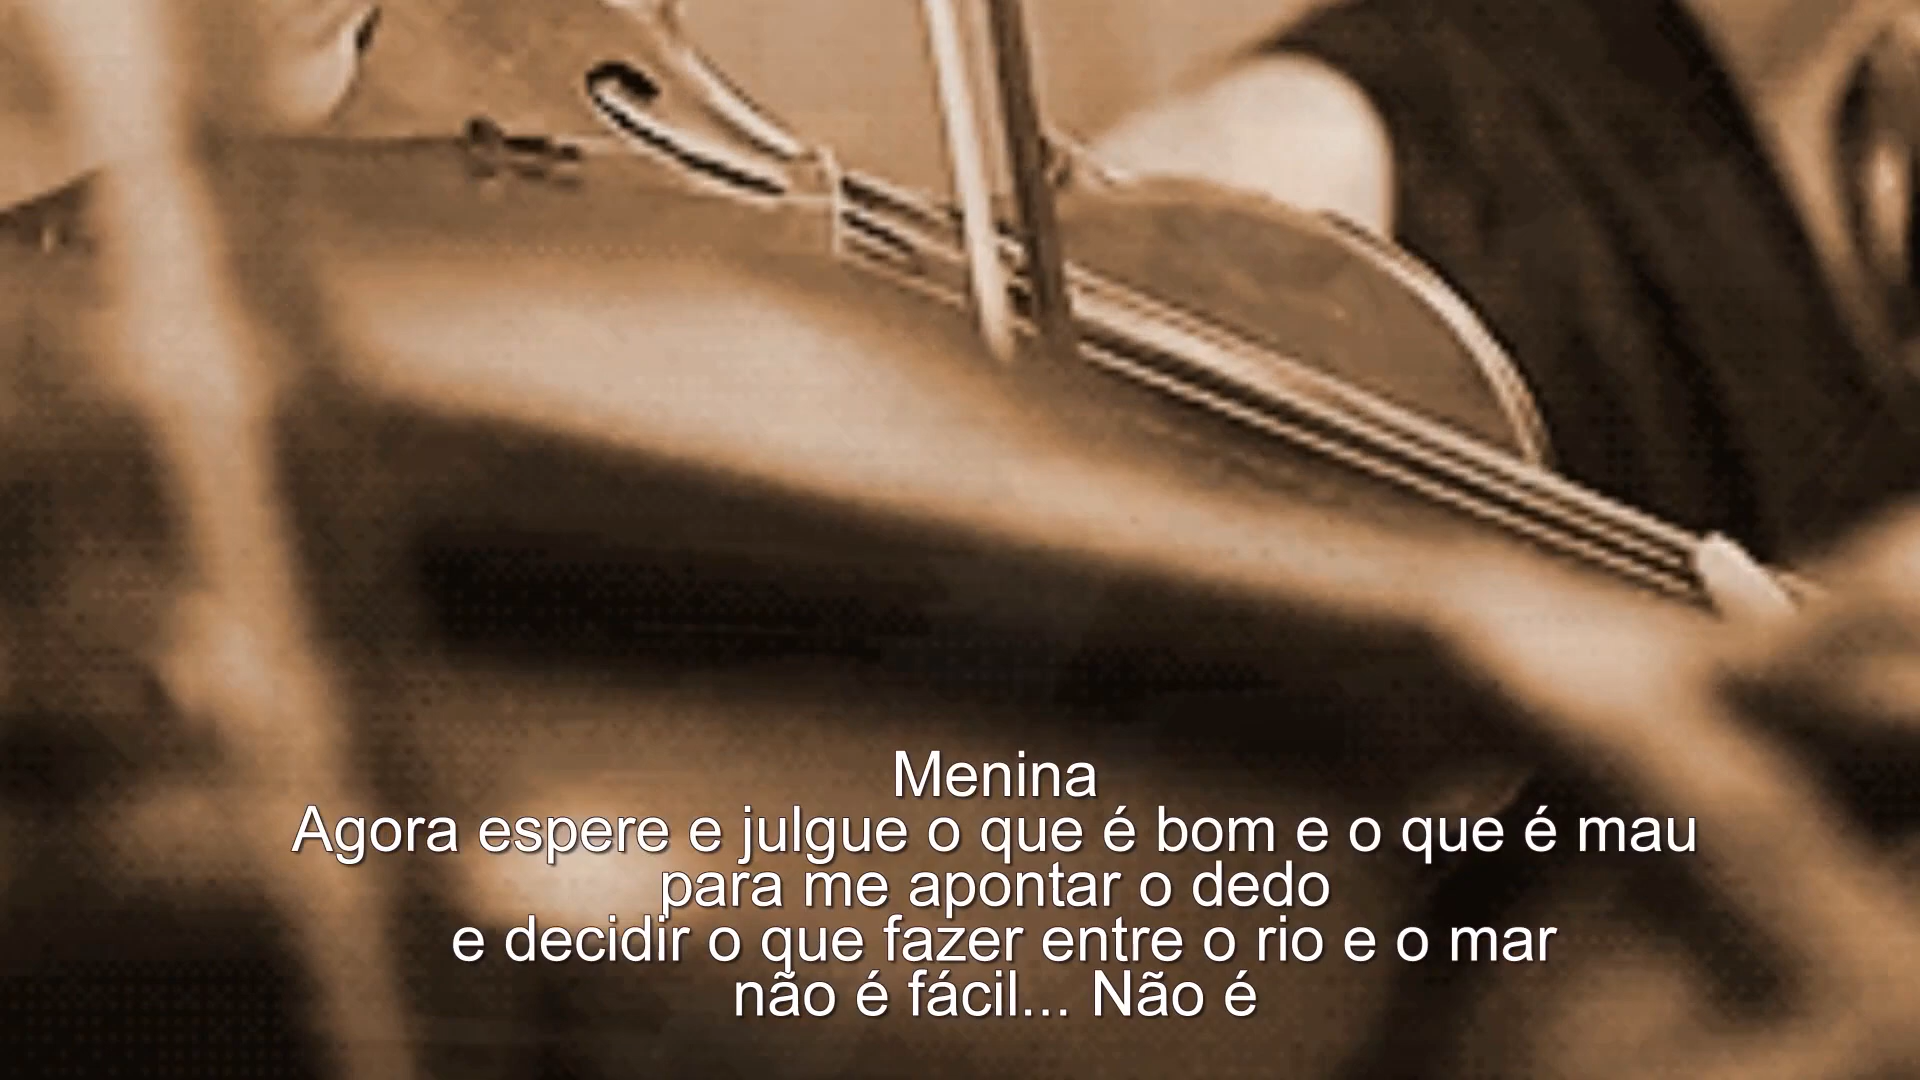 Menina
Agora espere e julgue o que é bom e o que é mau
para me apontar o dedo
e decidir o que fazer entre o rio e o mar
não é fácil... Não é